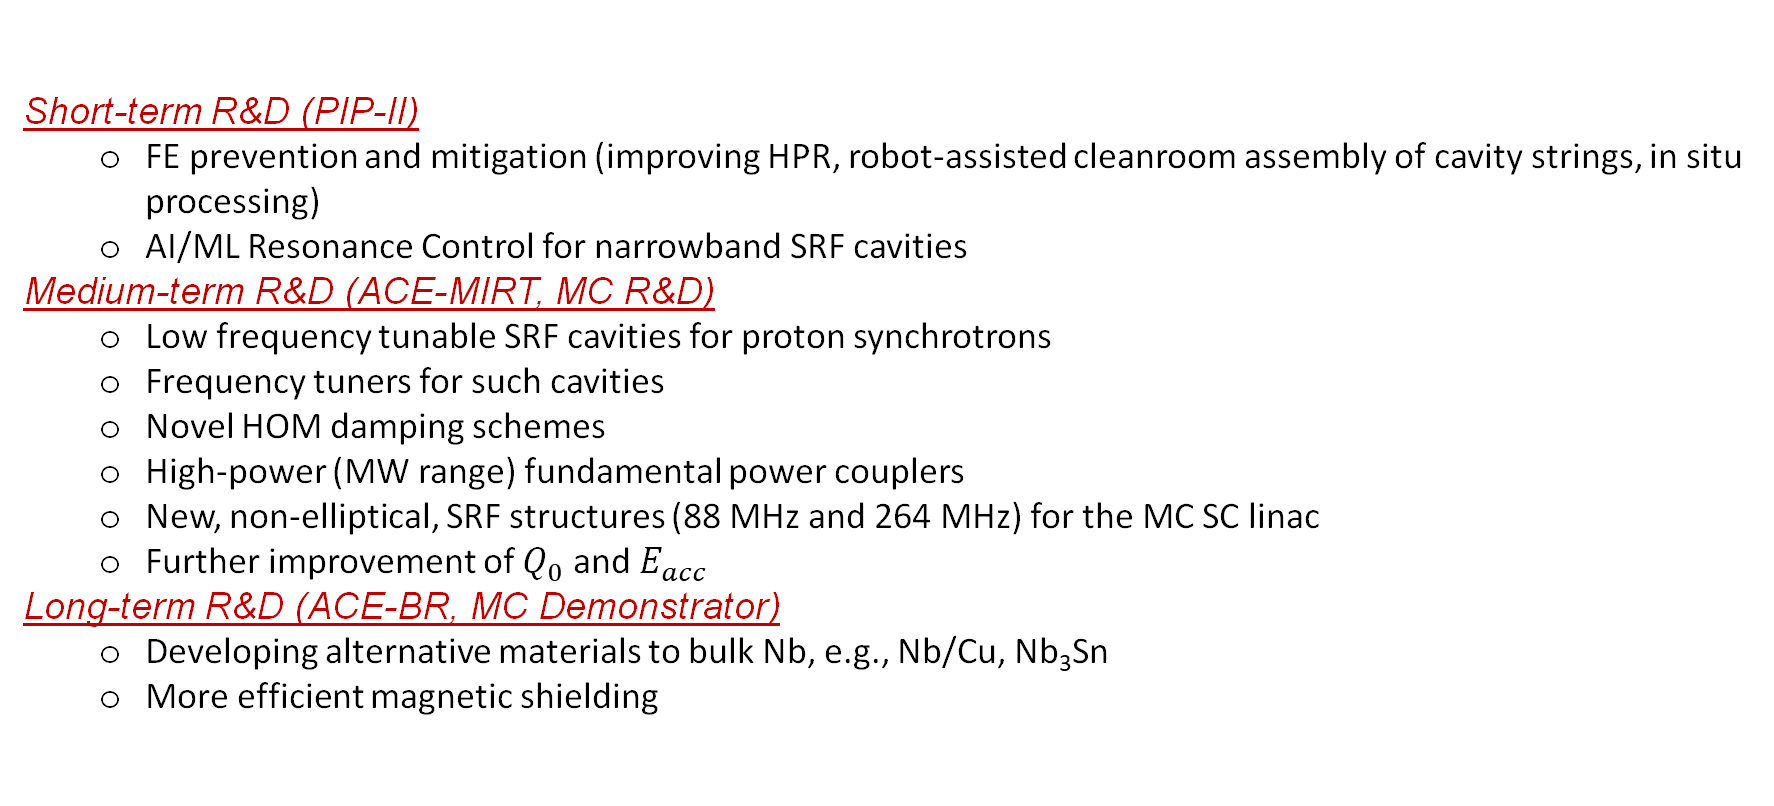 Short-term R&D (PIP-II)
o FE prevention and mitigation (improving HPR, robot-assisted cleanroom assembly of cavity strings, in situ
processing)
o AI/ML Resonance Control for narrowband SRF cavities
Medium-term R&D (ACE-MIRT, MC R&D)
o Low frequency tunable SRF cavities for proton synchrotrons
o Frequency tuners for such cavities
o Novel HOM damping schemes
o High-power (MW range) fundamental power couplers
o New, non-elliptical, SRF structures (88 MHz and 264 MHz) for the MC SC linac
o Further improvement of Q₀ and E_acc
Long-term R&D (ACE-BR, MC Demonstrator)
o Developing alternative materials to bulk Nb, e.g., Nb/Cu, Nb₃Sn
o More efficient magnetic shielding